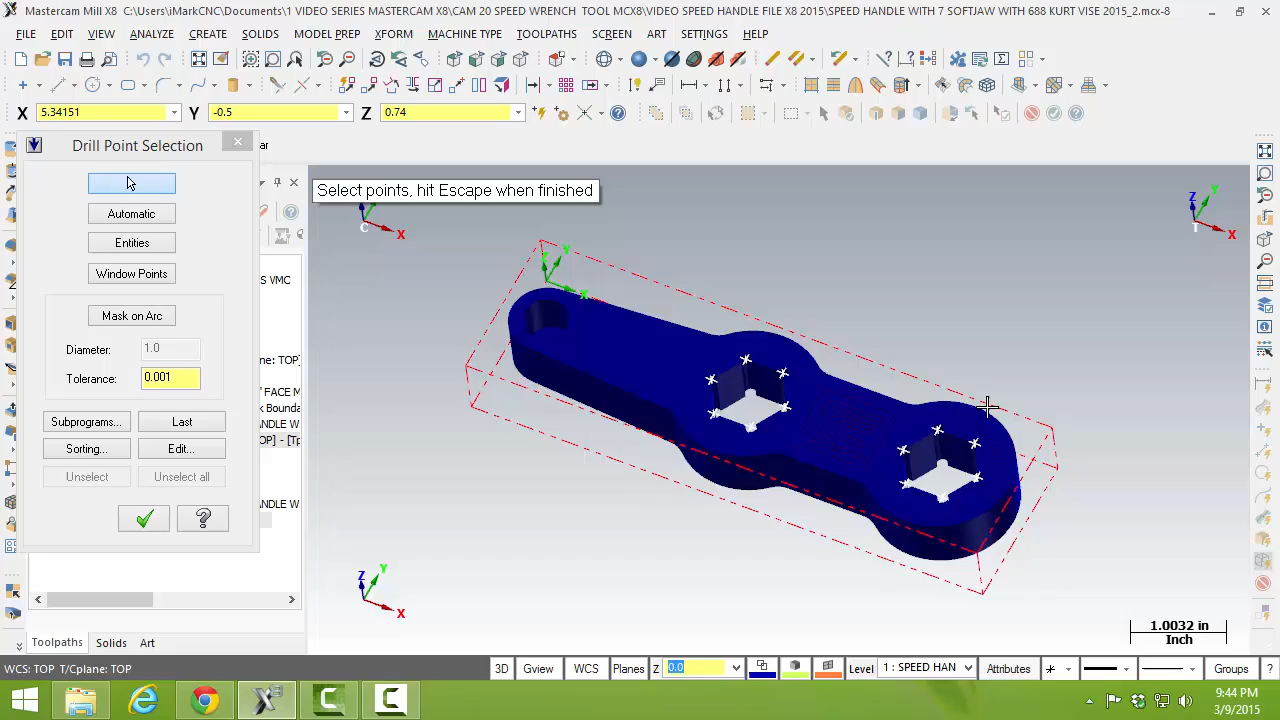 Mastercam Mill X8 - [C:\Users\iMarkCNC\Documents\1 VIDEO SERIES MASTERCAM X8\CAM 20 SPEED WRENCH TOOL MCX8\VIDEO SPEED HANDLE FILE X8 2015\SPEED HANDLE WITH 7 SOFTJAW WITH 688 KURT VISE 2015_2.mcx-8
FILE EDIT VIEW ANALYZE CREATE SOLIDS MODEL PREP XFORM MACHINE TYPE TOOLPATHS SCREEN ART SETTINGS HELP
X 5.34151 Y -0.5 Z 0.74
Drill Point Selection
ar
Select points, hit Escape when finished
Automatic
Entities
Window Points
Mask on Arc
Diameter: 1.0
Tolerance: 0.001
Subprograms... Last
Sorting... Edit...
Unselect Unselect all
S VMC
ne: TOP]
" FACE M
k Bounda
ANDLE W
OP] - [Tp
ANDLE W
C X
Z Y X
Y X
Z Y
T X
Z Y
X
1.0032 in
Inch
Toolpaths Solids Art
WCS: TOP T/Cplane: TOP 3D Gview WCS Planes Z 0.0 Level 1 : SPEED HAN Attributes Groups ?
9:44 PM
3/9/2015